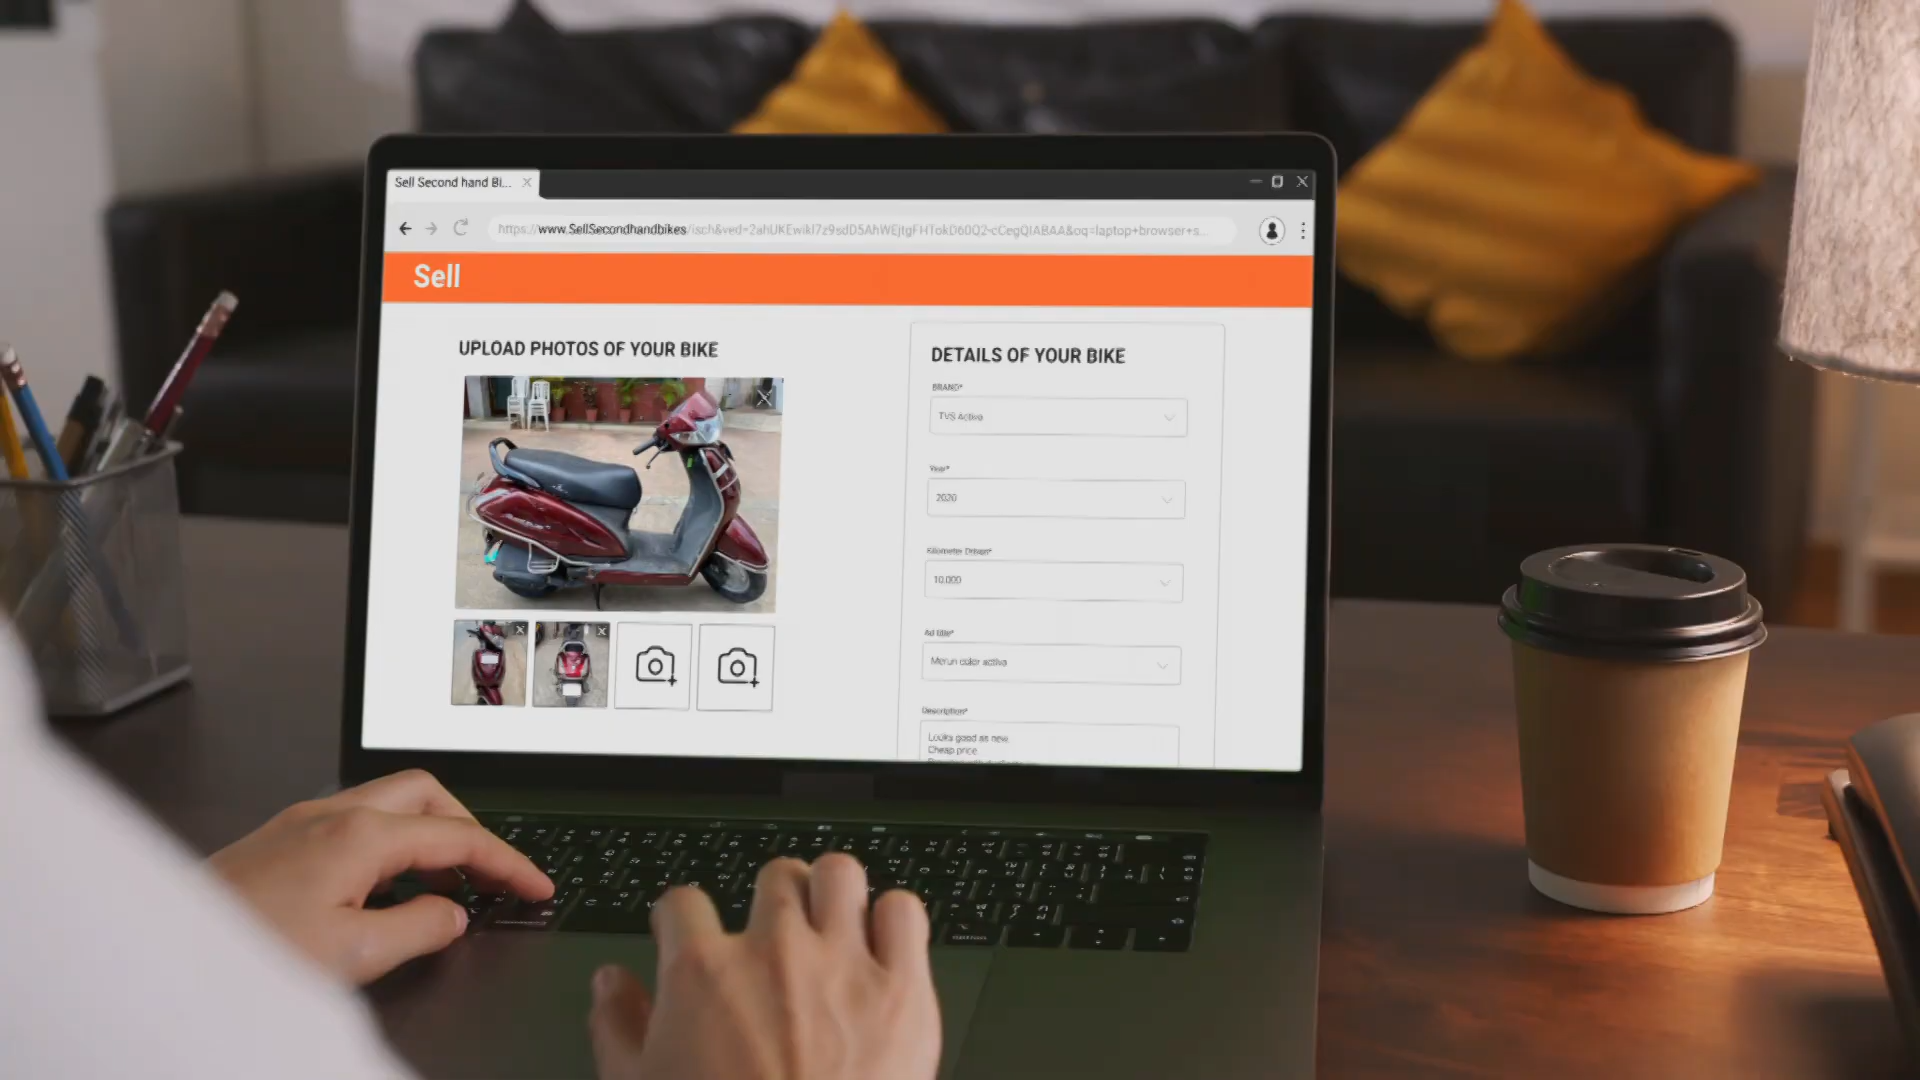 Sell Second hand Bi...
https://www.SellSecondhandbikes/isch&ved=2ahUKEwikl7z9sdD5AhWEjtgFHTokD60Q2-cCegQIABAA&oq=laptop+browser+s...
Sell
UPLOAD PHOTOS OF YOUR BIKE
DETAILS OF YOUR BIKE
BRAND*
TVS Activa
Year*
2020
Kilometer Driven*
10,000
Ad title*
Merun color activa
Description*
Looks good as new.
Cheap price.
option